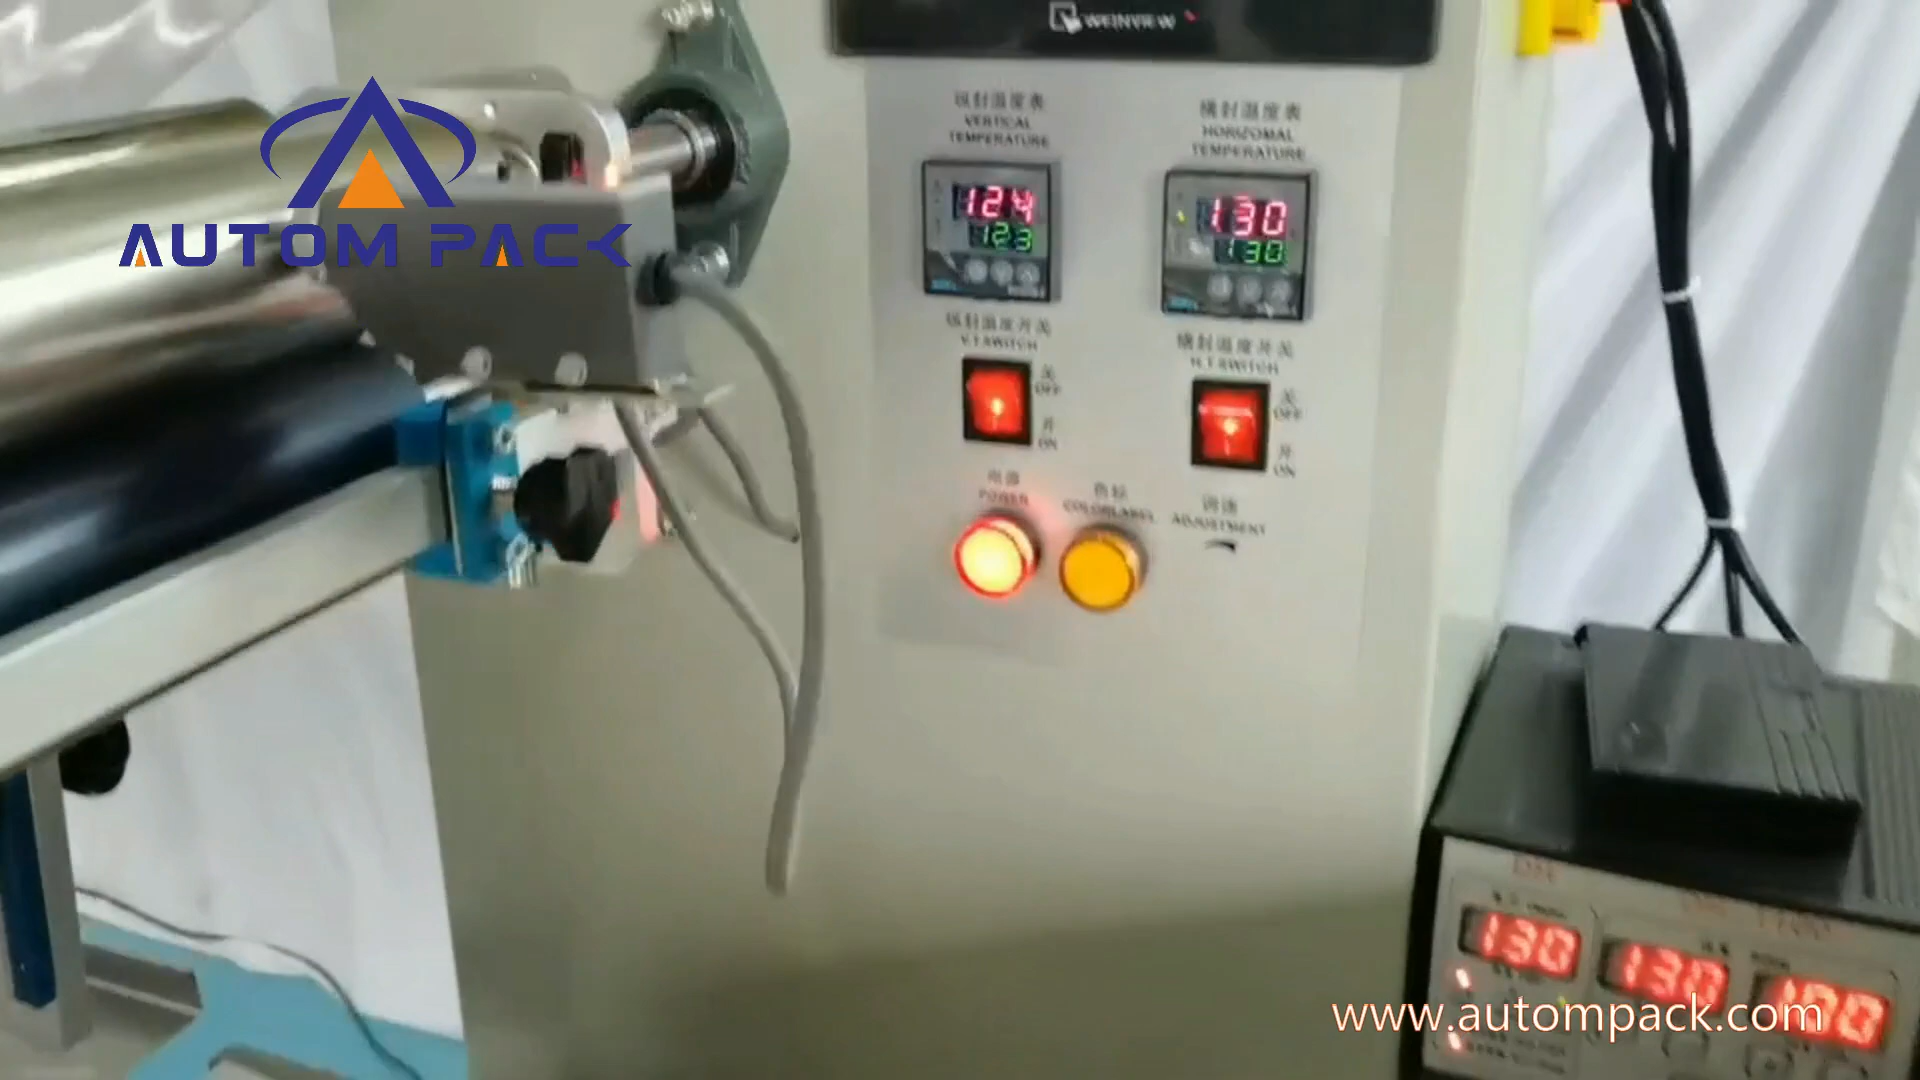 WEINVIEW
AUTOM PACK
纵封温度表
VERTICAL
TEMPERATURE
横封温度表
HORIZOMAL
TEMPERATURE
124
123
130
130
纵封温度开关
V.T.SWITCH
横封温度开关
H.T.SWITCH
关
OFF
开
ON
关
OFF
开
ON
电源
POWER
色标
COLORLABEL
调速
ADJUSTMENT
130
130
100
www.autompack.com